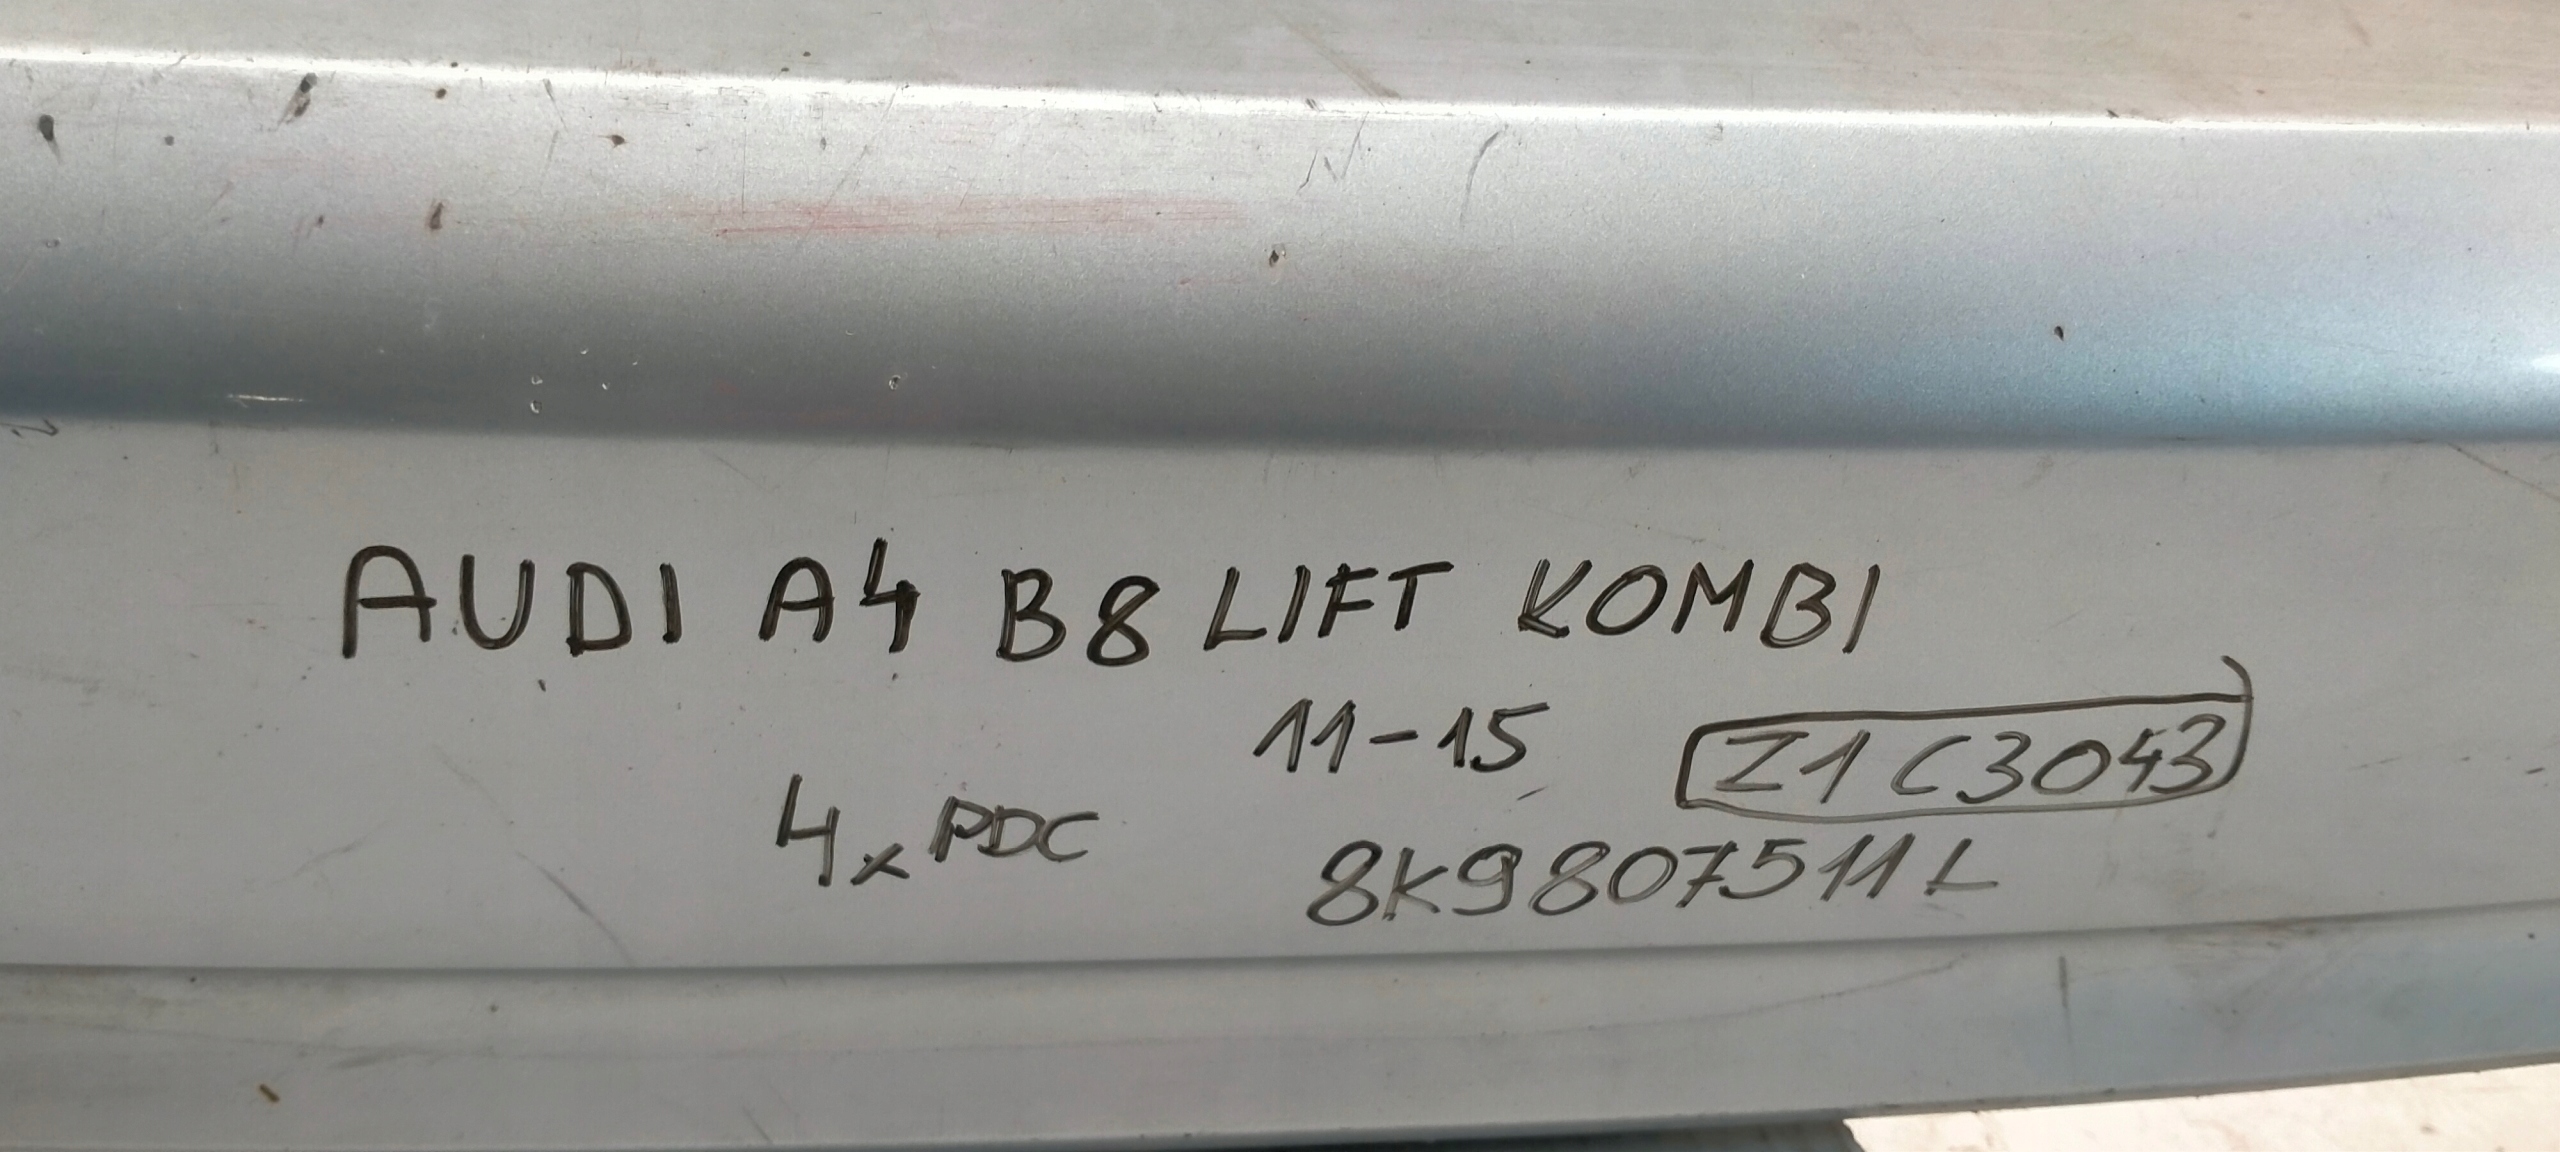 AUDI A4 B8 LIFT KOMBI
11-15
Z1C3043
4x PDC
8K9807511L